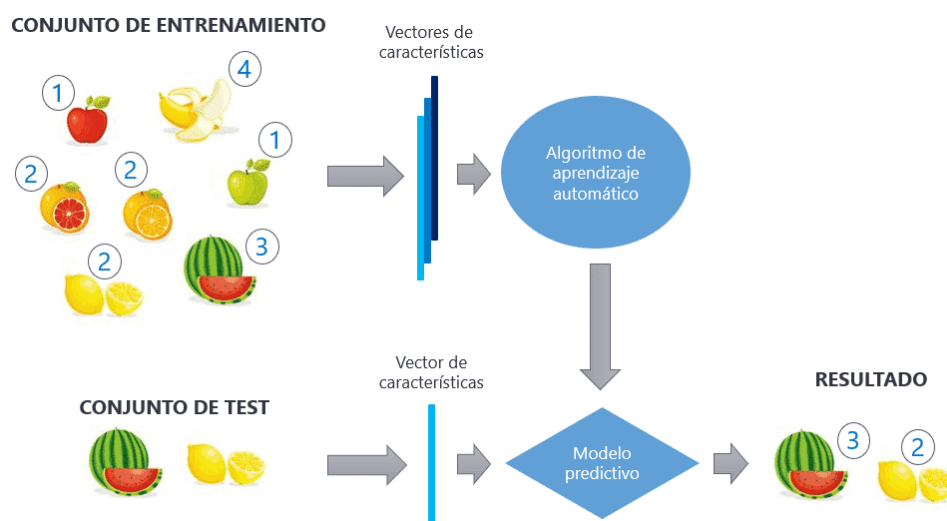 CONJUNTO DE ENTRENAMIENTO
Vectores de
características
4
1
1
2
2
3
2
Algoritmo de
aprendizaje
automático
Vector de
características
RESULTADO
CONJUNTO DE TEST
Modelo
predictivo
3
2